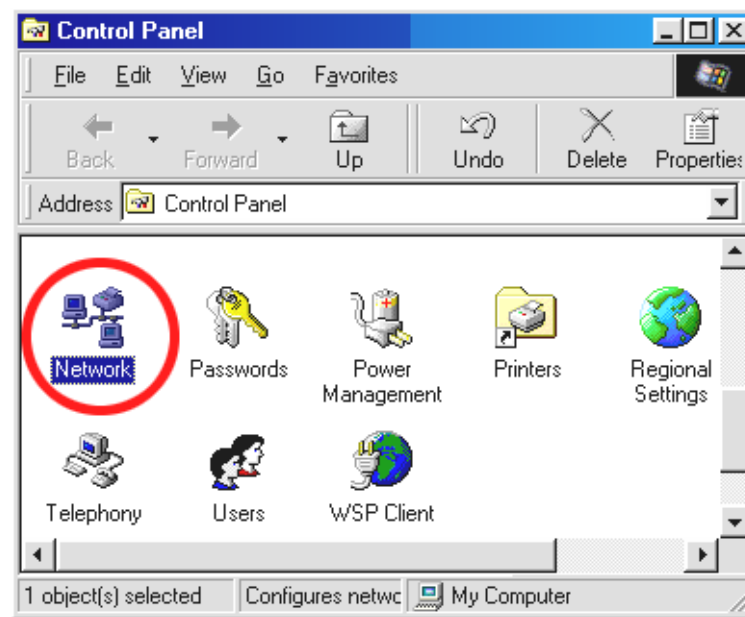 Control Panel
File Edit View Go Favorites
Back Forward Up Undo Delete Properties
Address Control Panel
Network Passwords Power Management Printers Regional Settings
Telephony Users WSP Client
1 object(s) selected Configures netwc My Computer